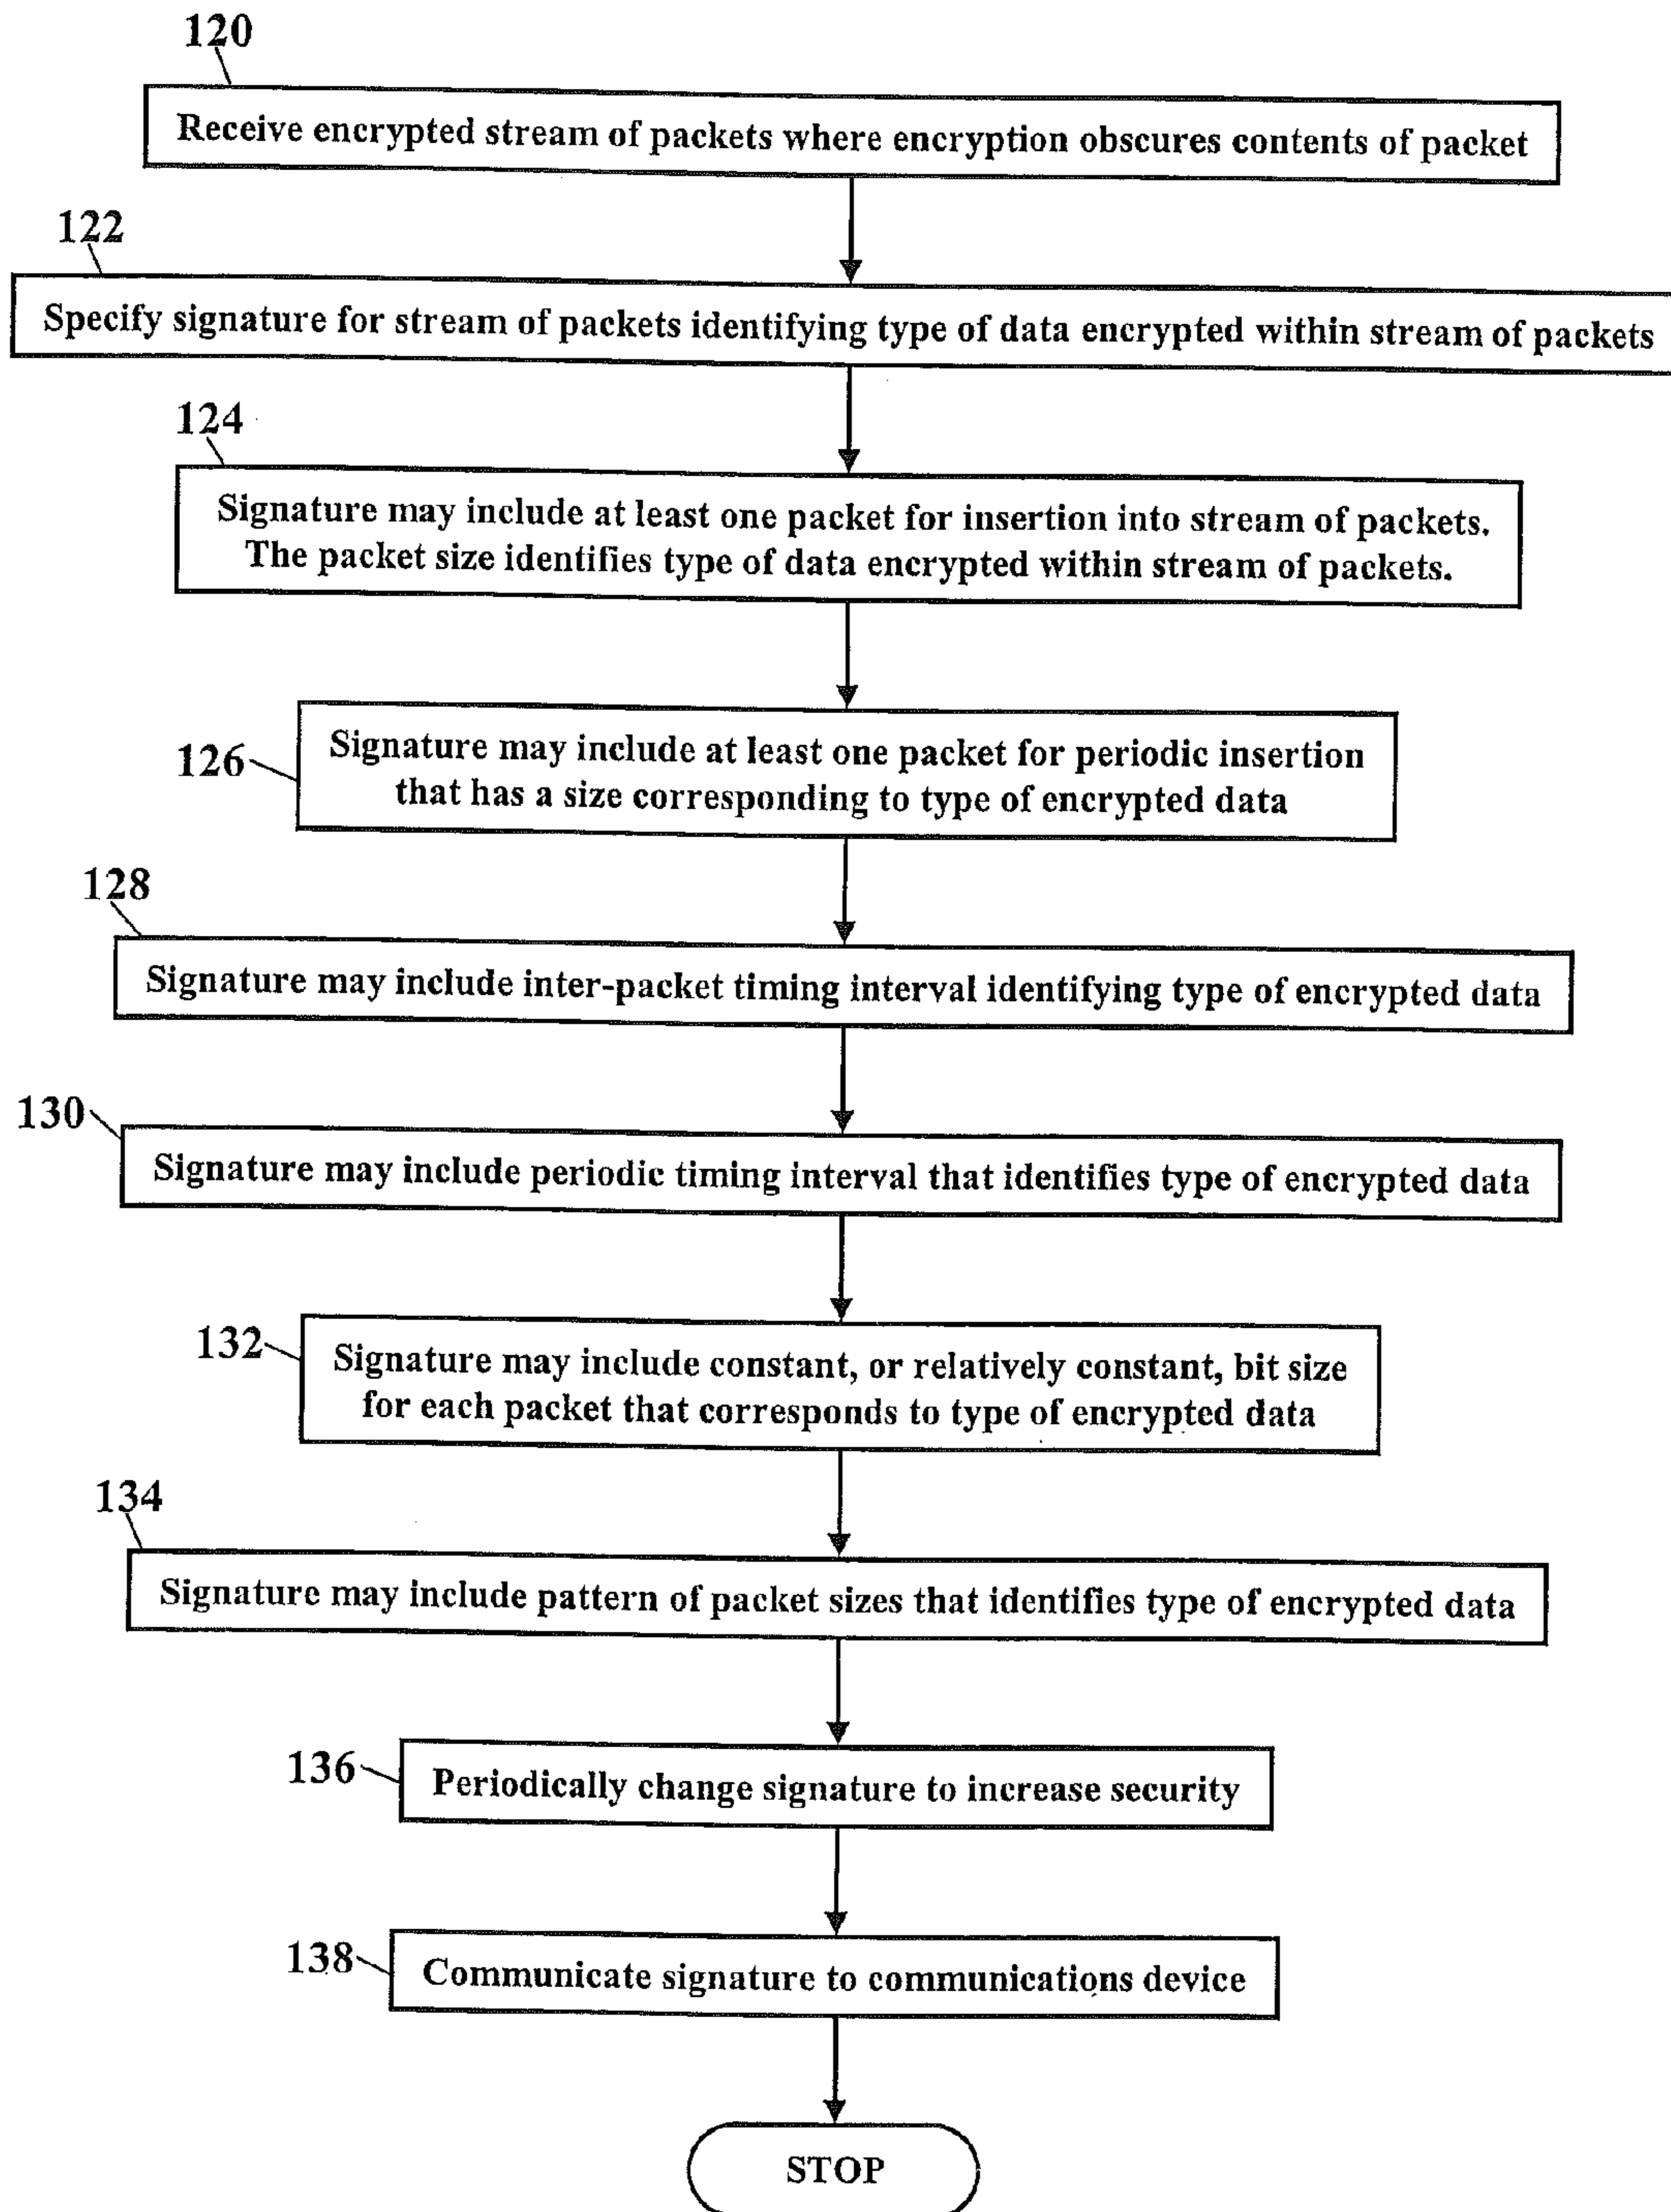 120
Receive encrypted stream of packets where encryption obscures contents of packet
122
Specify signature for stream of packets identifying type of data encrypted within stream of packets
124
Signature may include at least one packet for insertion into stream of packets.
The packet size identifies type of data encrypted within stream of packets.
126
Signature may include at least one packet for periodic insertion
that has a size corresponding to type of encrypted data
128
Signature may include inter-packet timing interval identifying type of encrypted data
130
Signature may include periodic timing interval that identifies type of encrypted data
132
Signature may include constant, or relatively constant, bit size
for each packet that corresponds to type of encrypted data
134
Signature may include pattern of packet sizes that identifies type of encrypted data
136
Periodically change signature to increase security
138
Communicate signature to communications device
STOP